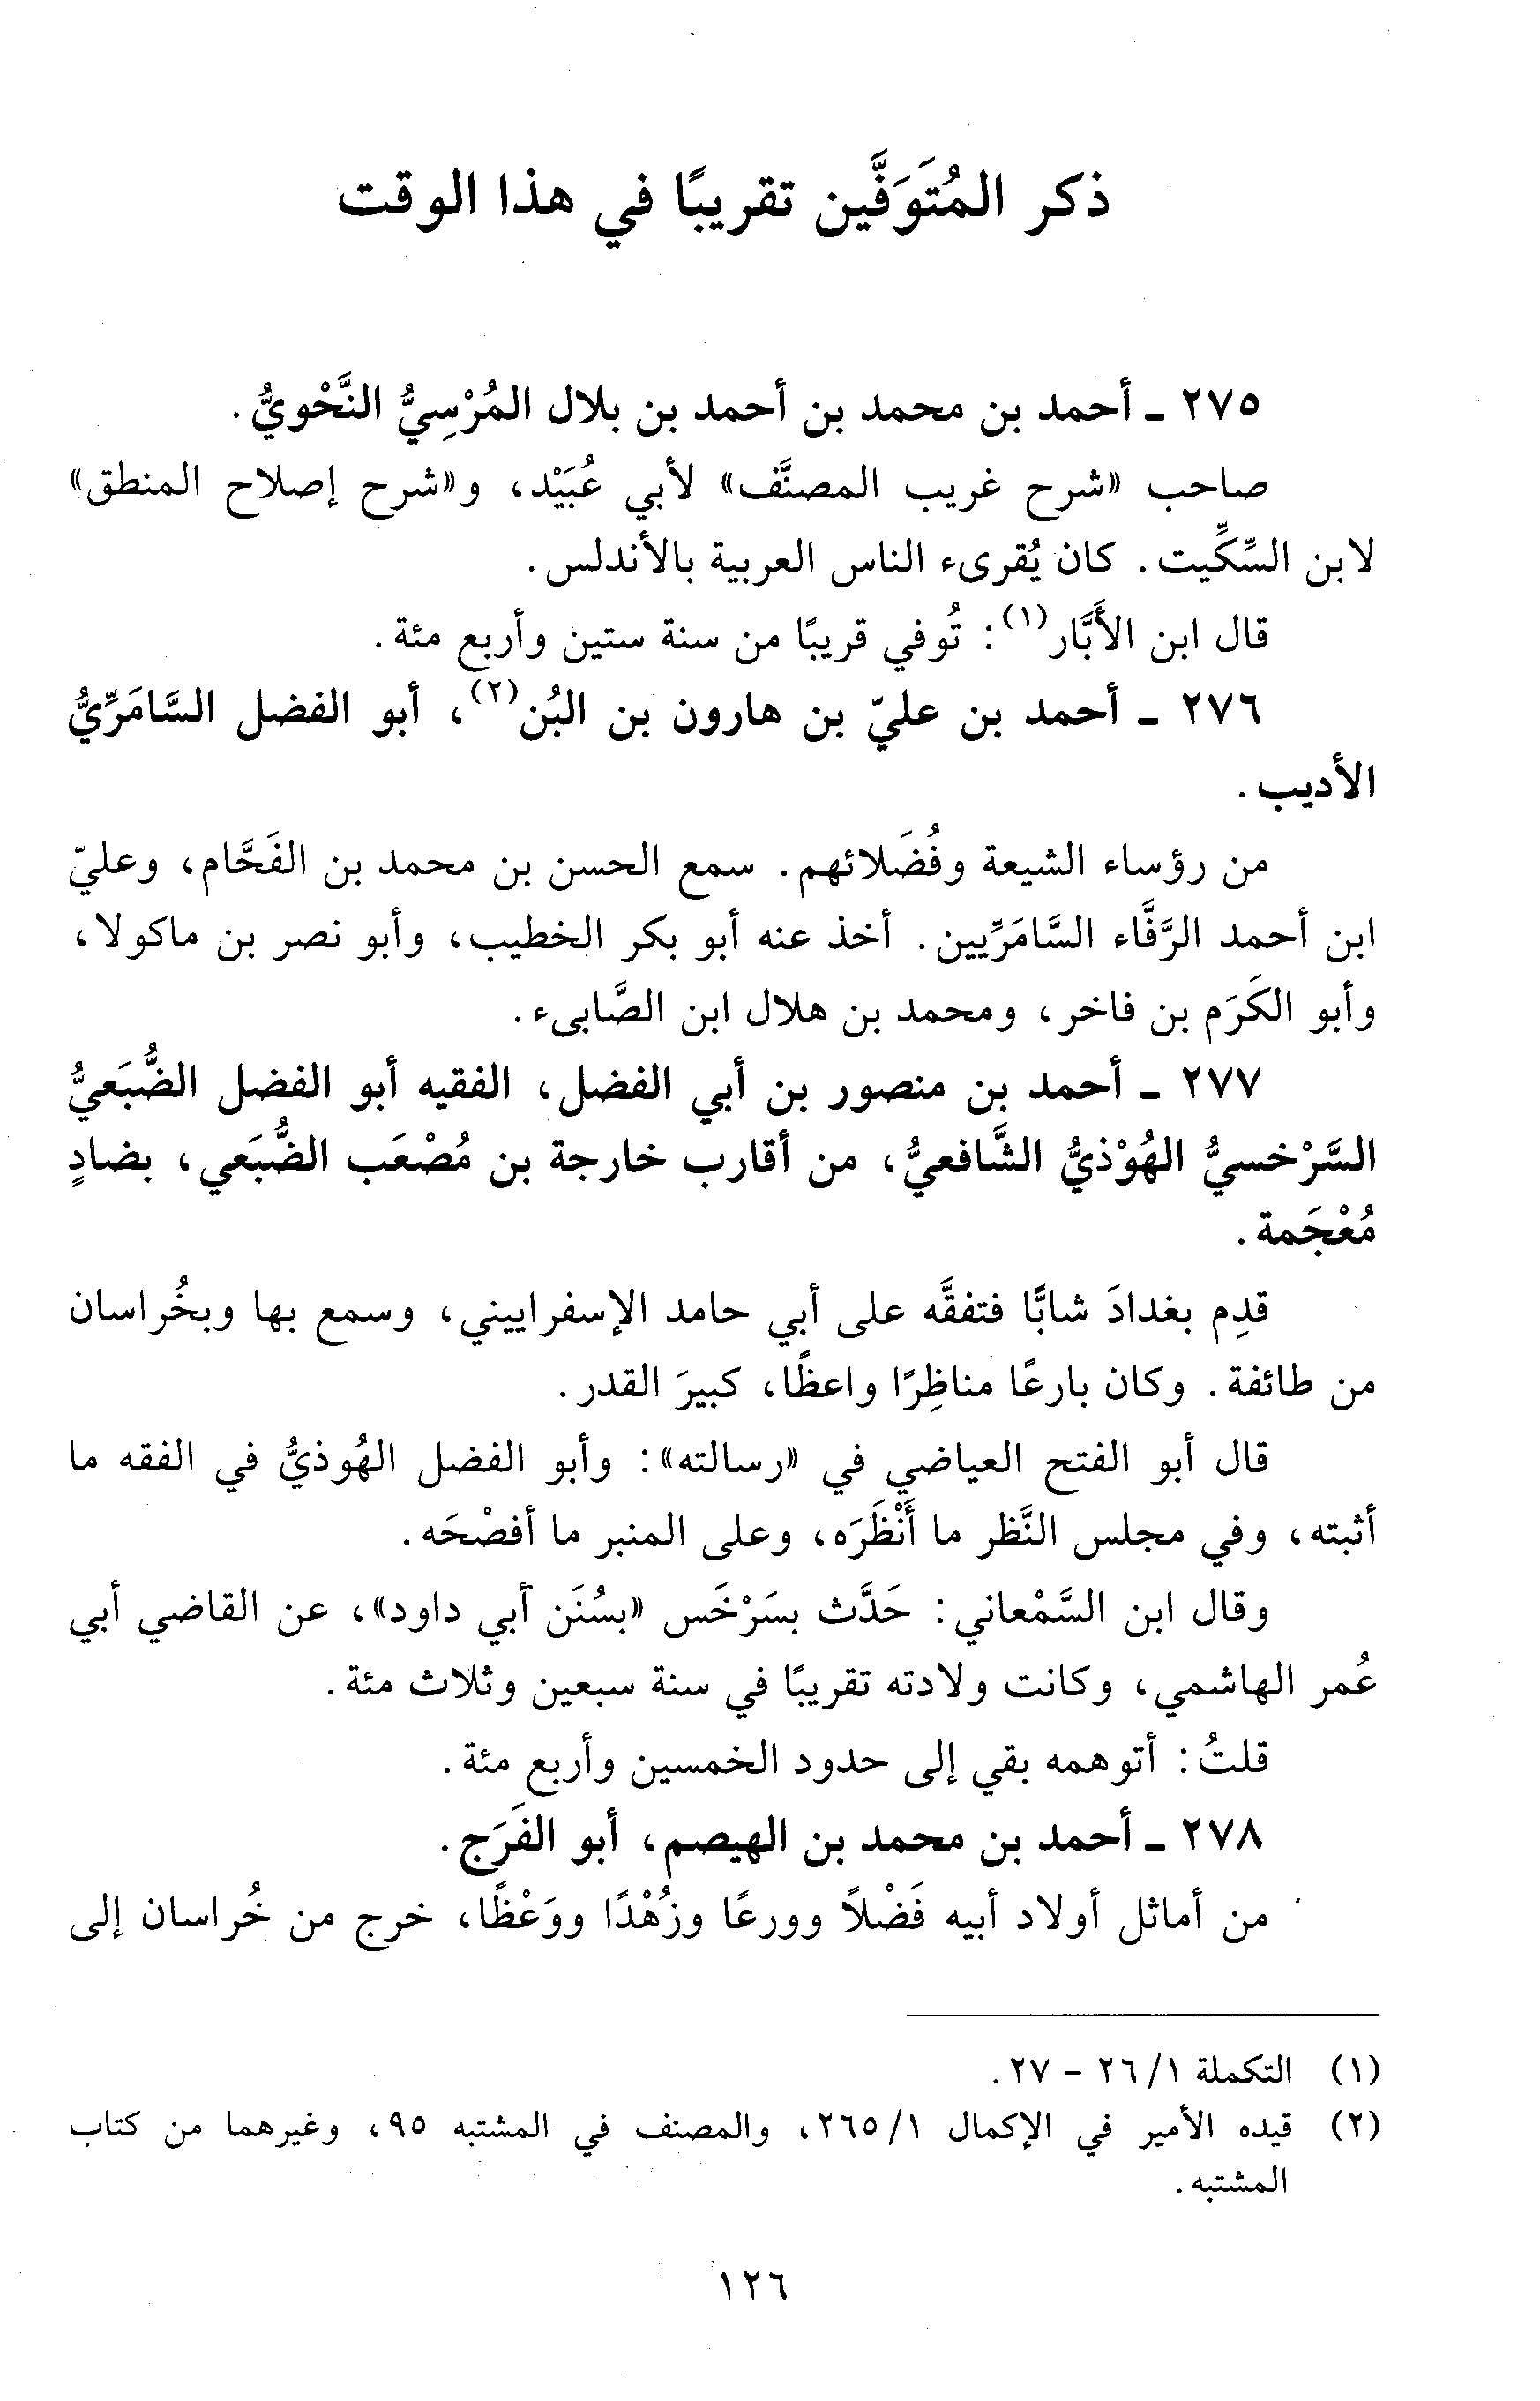 ذكر المُتَوَفَّين تقريبًا في هذا الوقت
٢٧٥ ـ أحمد بن محمد بن أحمد بن بلال المُرْسِيُّ النَّحْويُّ.
صاحب «شرح غريب المصنَّف» لأبي عُبَيْد، و«شرح إصلاح المنطق»
لابن السِّكِّيت. كان يُقرىء الناس العربية بالأندلس.
قال ابن الأَبَّار(١): تُوفي قريبًا من سنة ستين وأربع مئة.
٢٧٦ ـ أحمد بن عليّ بن هارون بن البُن(٢)، أبو الفضل السَّامَرِّيُّ
الأديب.
من رؤساء الشيعة وفُضَلائهم. سمع الحسن بن محمد بن الفَحَّام، وعليّ
ابن أحمد الرَّفَّاء السَّامَرِّيين. أخذ عنه أبو بكر الخطيب، وأبو نصر بن ماكولا،
وأبو الكَرَم بن فاخر، ومحمد بن هلال ابن الصَّابىء.
٢٧٧ ـ أحمد بن منصور بن أبي الفضل، الفقيه أبو الفضل الضُّبَعيُّ
السَّرْخسيُّ الهُوْذيُّ الشَّافعيُّ، من أقارب خارجة بن مُصْعَب الضُّبَعي، بضادٍ
مُعْجَمة.
قدِم بغدادَ شابًّا فتفقَّه على أبي حامد الإسفراييني، وسمع بها وبخُراسان
من طائفة. وكان بارعًا مناظِرًا واعظًا، كبيرَ القدر.
قال أبو الفتح العياضي في «رسالته»: وأبو الفضل الهُوذيُّ في الفقه ما
أثبته، وفي مجلس النَّظر ما أَنْظَرَه، وعلى المنبر ما أفصْحَه.
وقال ابن السَّمْعاني: حَدَّث بسَرْخَس «بسُنَن أبي داود»، عن القاضي أبي
عُمر الهاشمي، وكانت ولادته تقريبًا في سنة سبعين وثلاث مئة.
قلتُ: أتوهمه بقي إلى حدود الخمسين وأربع مئة.
٢٧٨ ـ أحمد بن محمد بن الهيصم، أبو الفَرَج.
من أماثل أولاد أبيه فَضْلاً وورعًا وزُهْدًا ووَعْظًا، خرج من خُراسان إلى
(١) التكملة ١/ ٢٦ - ٢٧.
(٢) قيده الأمير في الإكمال ١/ ٢٦٥، والمصنف في المشتبه ٩٥، وغيرهما من كتاب
المشتبه.
١٢٦